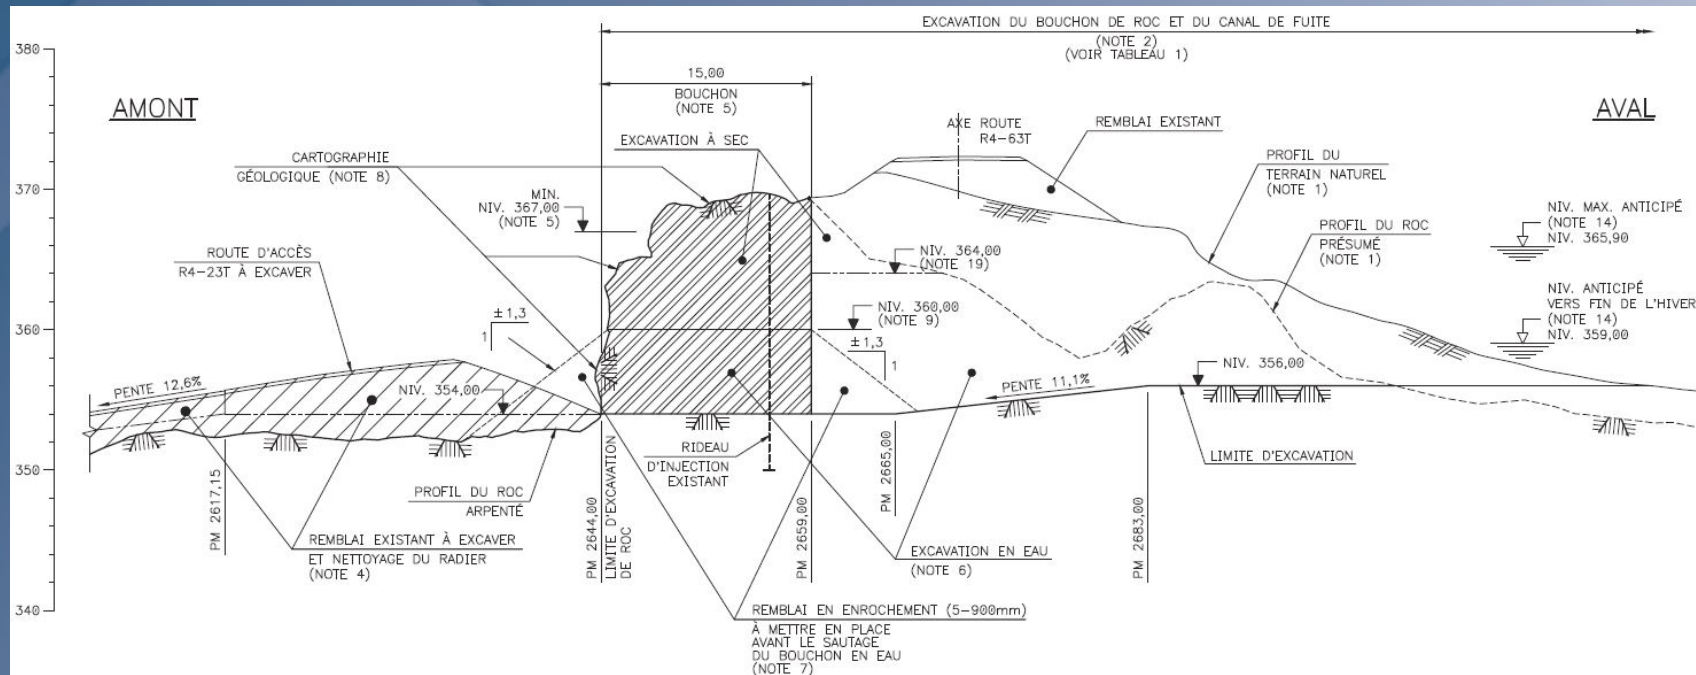 EXCAVATION DU BOUCHON DE ROC ET DU CANAL DE FUITE
(NOTE 2)
(VOIR TABLEAU 1)
380
370
360
350
340
AMONT
AVAL
15,00
BOUCHON
(NOTE 5)
EXCAVATION À SEC
AXE ROUTE
R4-63T
REMBLAI EXISTANT
CARTOGRAPHIE
GÉOLOGIQUE (NOTE 8)
PROFIL DU
TERRAIN NATUREL
(NOTE 1)
MIN.
NIV. 367,00
(NOTE 5)
NIV. MAX. ANTICIPÉ
(NOTE 14)
NIV. 365,90
PROFIL DU ROC
PRÉSUMÉ
(NOTE 1)
ROUTE D'ACCÈS
R4-23T À EXCAVER
NIV. 364,00
(NOTE 19)
NIV. ANTICIPÉ
VERS FIN DE L'HIVER
(NOTE 14)
NIV. 359,00
NIV. 360,00
(NOTE 9)
±1,3
1
±1,3
1
NIV. 356,00
PENTE 12,6%
NIV. 354,00
PENTE 11,1%
RIDEAU
D'INJECTION
EXISTANT
LIMITE D'EXCAVATION
PROFIL DU ROC
ARPENTÉ
PM 2617,15
PM 2644,00
LIMITE D'EXCAVATION
DE ROC
PM 2659,00
PM 2665,00
PM 2683,00
REMBLAI EXISTANT À EXCAVER
ET NETTOYAGE DU RADIER
(NOTE 4)
EXCAVATION EN EAU
(NOTE 6)
REMBLAI EN ENROCHEMENT (5-900mm)
À METTRE EN PLACE
AVANT LE SAUTAGE
DU BOUCHON EN EAU
(NOTE 7)